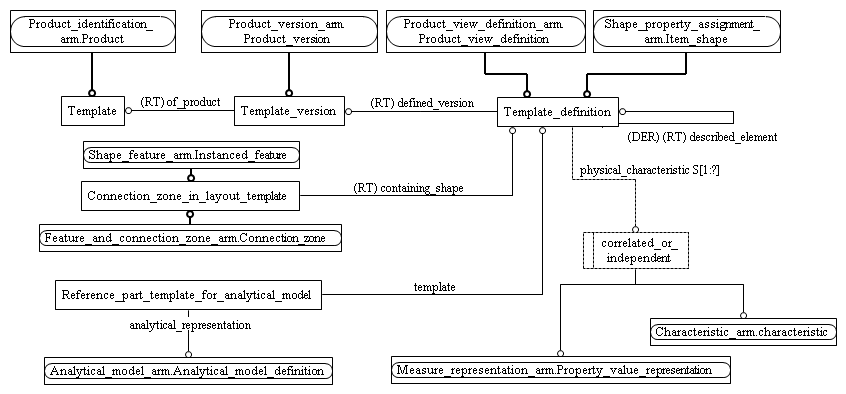 Product_identification_
arm.Product
Product_version_arm.
Product_version
Product_view_definition_arm.
Product_view_definition
Shape_property_assignment_
arm.Item_shape
Template
(RT) of_product
Template_version
(RT) defined_version
Template_definition
(DER) (RT) described_element
Shape_feature_arm.Instanced_feature
physical_characteristic S[1:?]
Connection_zone_in_layout_template
(RT) containing_shape
Feature_and_connection_zone_arm.Connection_zone
correlated_or_
independent
Reference_part_template_for_analytical_model
template
analytical_representation
Characteristic_arm.characteristic
Analytical_model_arm.Analytical_model_definition
Measure_representation_arm.Property_value_representation